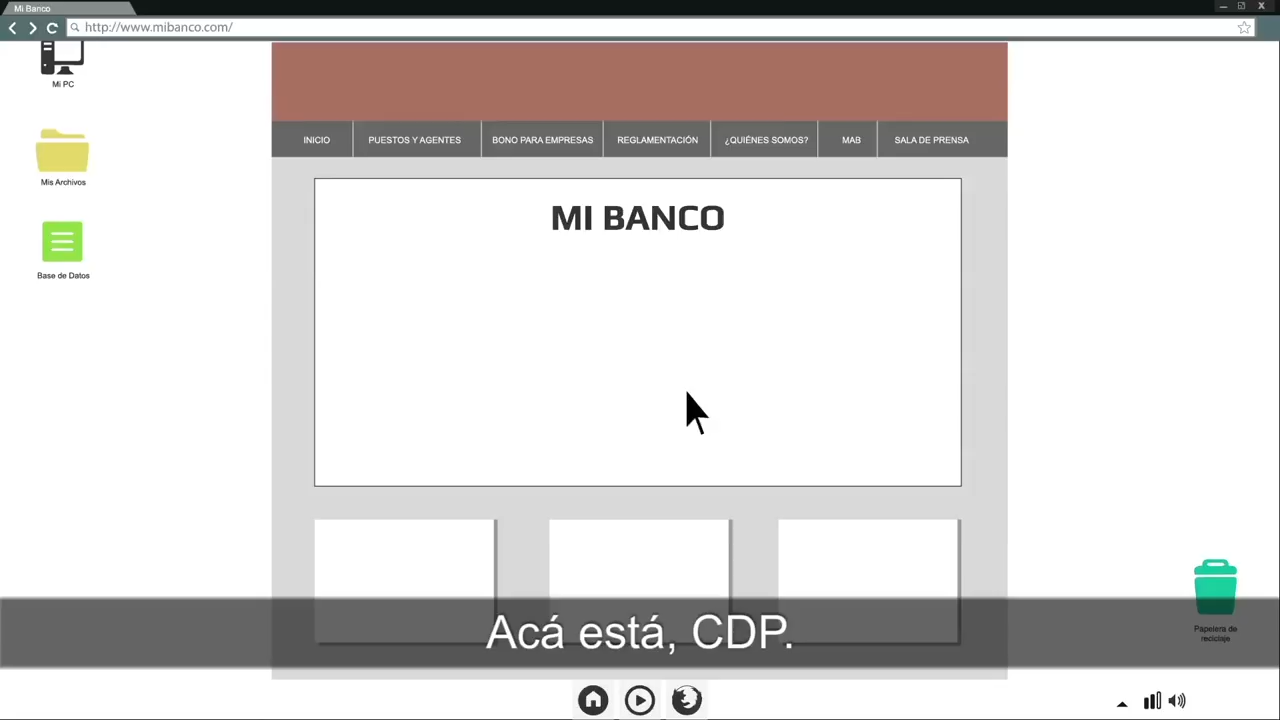 Mi Banco
http://www.mibanco.com/
Mi PC
Mis Archivos
Base de Datos
INICIO
PUESTOS Y AGENTES
BONO PARA EMPRESAS
REGLAMENTACIÓN
¿QUIÉNES SOMOS?
MAB
SALA DE PRENSA
MI BANCO
Acá está, CDP.
Papelera de
reciclaje